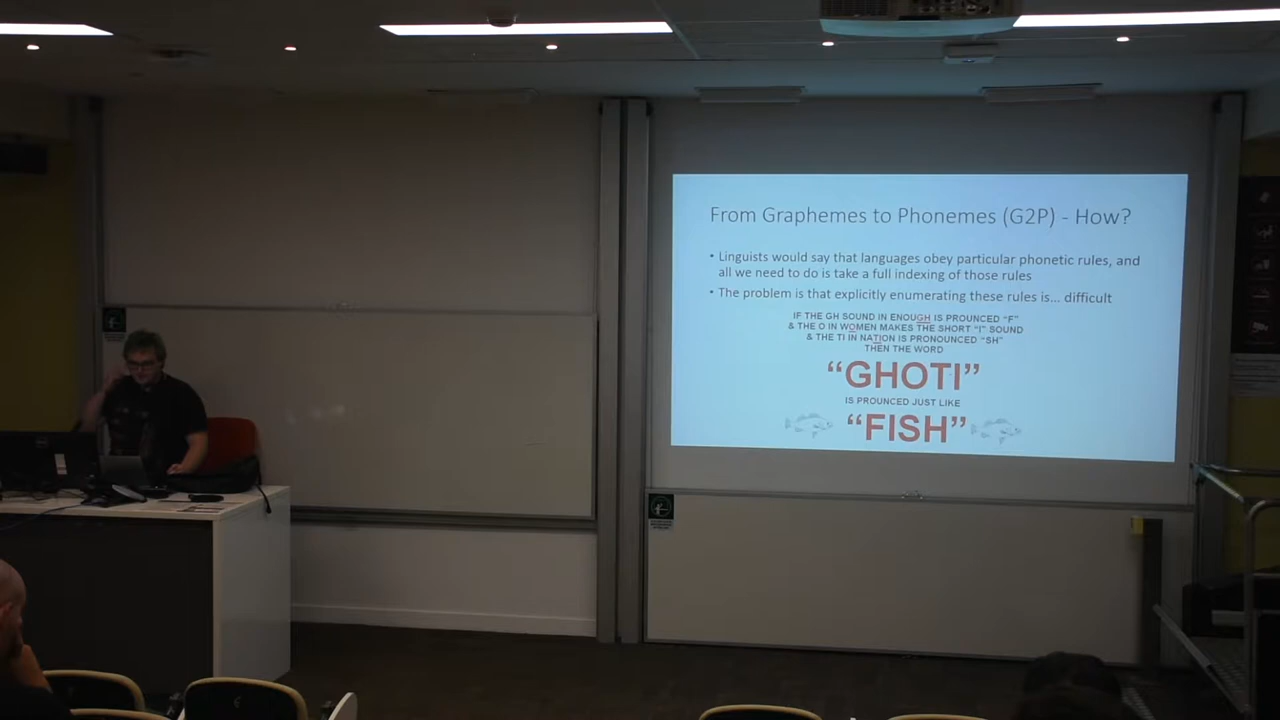 From Graphemes to Phonemes (G2P) - How?
• Linguists would say that languages obey particular phonetic rules, and
all we need to do is take a full indexing of those rules
• The problem is that explicitly enumerating these rules is... difficult
IF THE GH SOUND IN ENOUGH IS PROUNCED “F”
& THE O IN WOMEN MAKES THE SHORT “I” SOUND
& THE TI IN NATION IS PRONOUNCED “SH”
THEN THE WORD
“GHOTI”
IS PROUNCED JUST LIKE
“FISH”